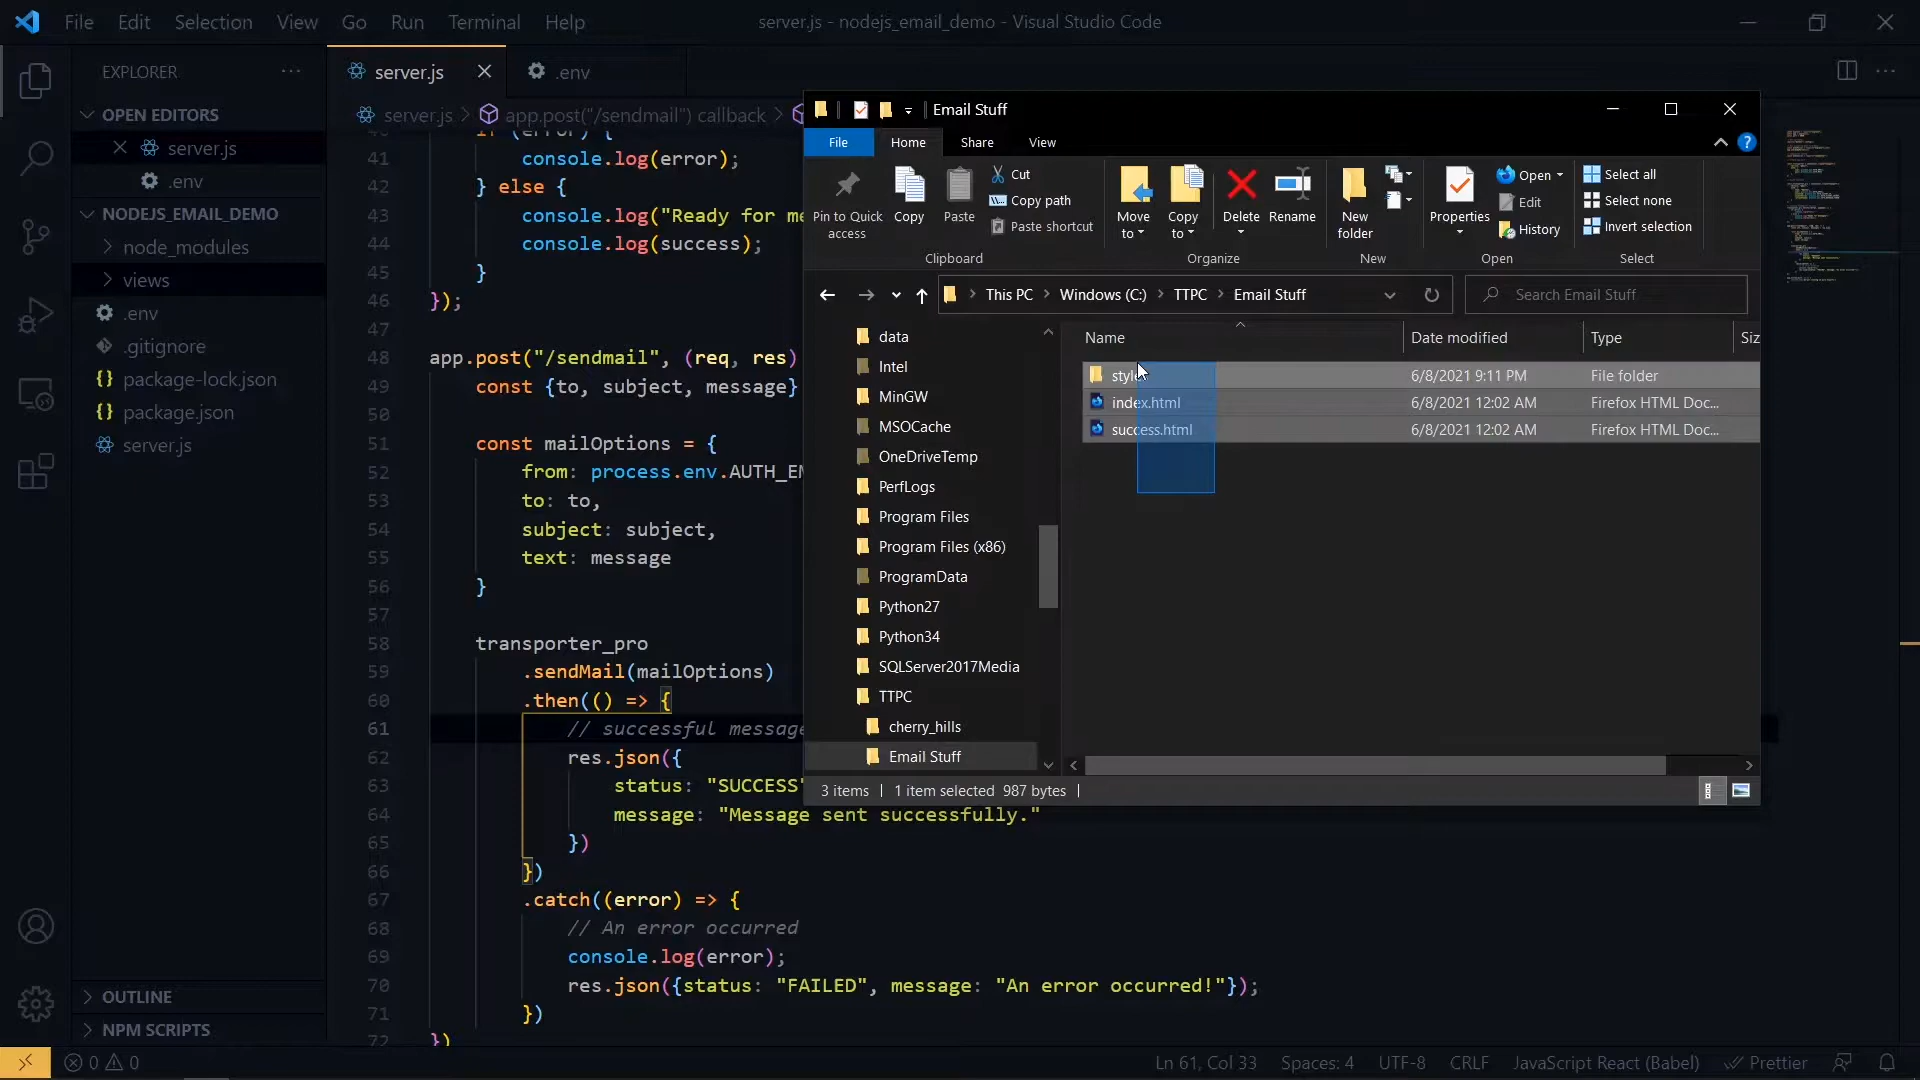 File Edit Selection View Go Run Terminal Help
server.js - nodejs_email_demo - Visual Studio Code
EXPLORER
OPEN EDITORS
server.js
.env
NODEJS_EMAIL_DEMO
node_modules
views
.env
.gitignore
package-lock.json
package.json
server.js
OUTLINE
NPM SCRIPTS
server.js
.env
server.js > app.post("/sendmail") callback >
if (error) {
41 console.log(error);
42 } else {
43 console.log("Ready for me
44 console.log(success);
45 }
46 });
47
48 app.post("/sendmail", (req, res)
49 const {to, subject, message}
50
51 const mailOptions = {
52 from: process.env.AUTH_EM
53 to: to,
54 subject: subject,
55 text: message
56 }
57
58 transporter_pro
59 .sendMail(mailOptions)
60 .then(() => {
61 // successful message
62 res.json({
63 status: "SUCCESS"
64 message: "Message sent successfully."
65 })
66 })
67 .catch((error) => {
68 // An error occurred
69 console.log(error);
70 res.json({status: "FAILED", message: "An error occurred!"});
71 })
72 })
Email Stuff
File Home Share View
Pin to Quick access
Copy
Paste
Cut
Copy path
Paste shortcut
Clipboard
Move to
Copy to
Delete
Rename
Organize
New folder
New
Properties
Open
Edit
History
Open
Select all
Select none
Invert selection
Select
This PC > Windows (C:) > TTPC > Email Stuff
Search Email Stuff
data
Intel
MinGW
MSOCache
OneDriveTemp
PerfLogs
Program Files
Program Files (x86)
ProgramData
Python27
Python34
SQLServer2017Media
TTPC
cherry_hills
Email Stuff
Name Date modified Type Siz
6/8/2021 9:11 PM File folder
index.html 6/8/2021 12:02 AM Firefox HTML Doc...
success.html 6/8/2021 12:02 AM Firefox HTML Doc...
3 items 1 item selected 987 bytes
0 0
Ln 61, Col 33 Spaces: 4 UTF-8 CRLF JavaScript React (Babel) Prettier